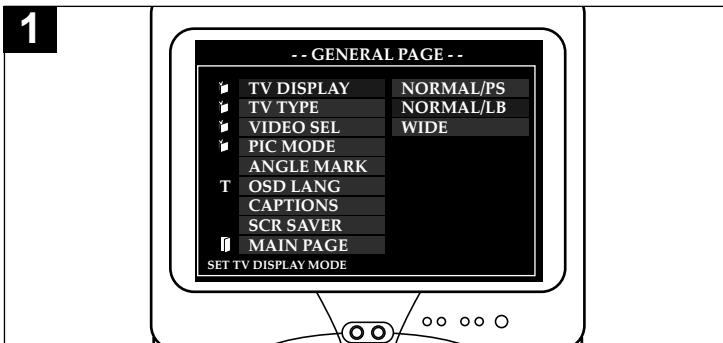 1
- - GENERAL PAGE - -
TV DISPLAY NORMAL/PS
TV TYPE NORMAL/LB
VIDEO SEL WIDE
PIC MODE
ANGLE MARK
T OSD LANG
CAPTIONS
SCR SAVER
MAIN PAGE
SET TV DISPLAY MODE